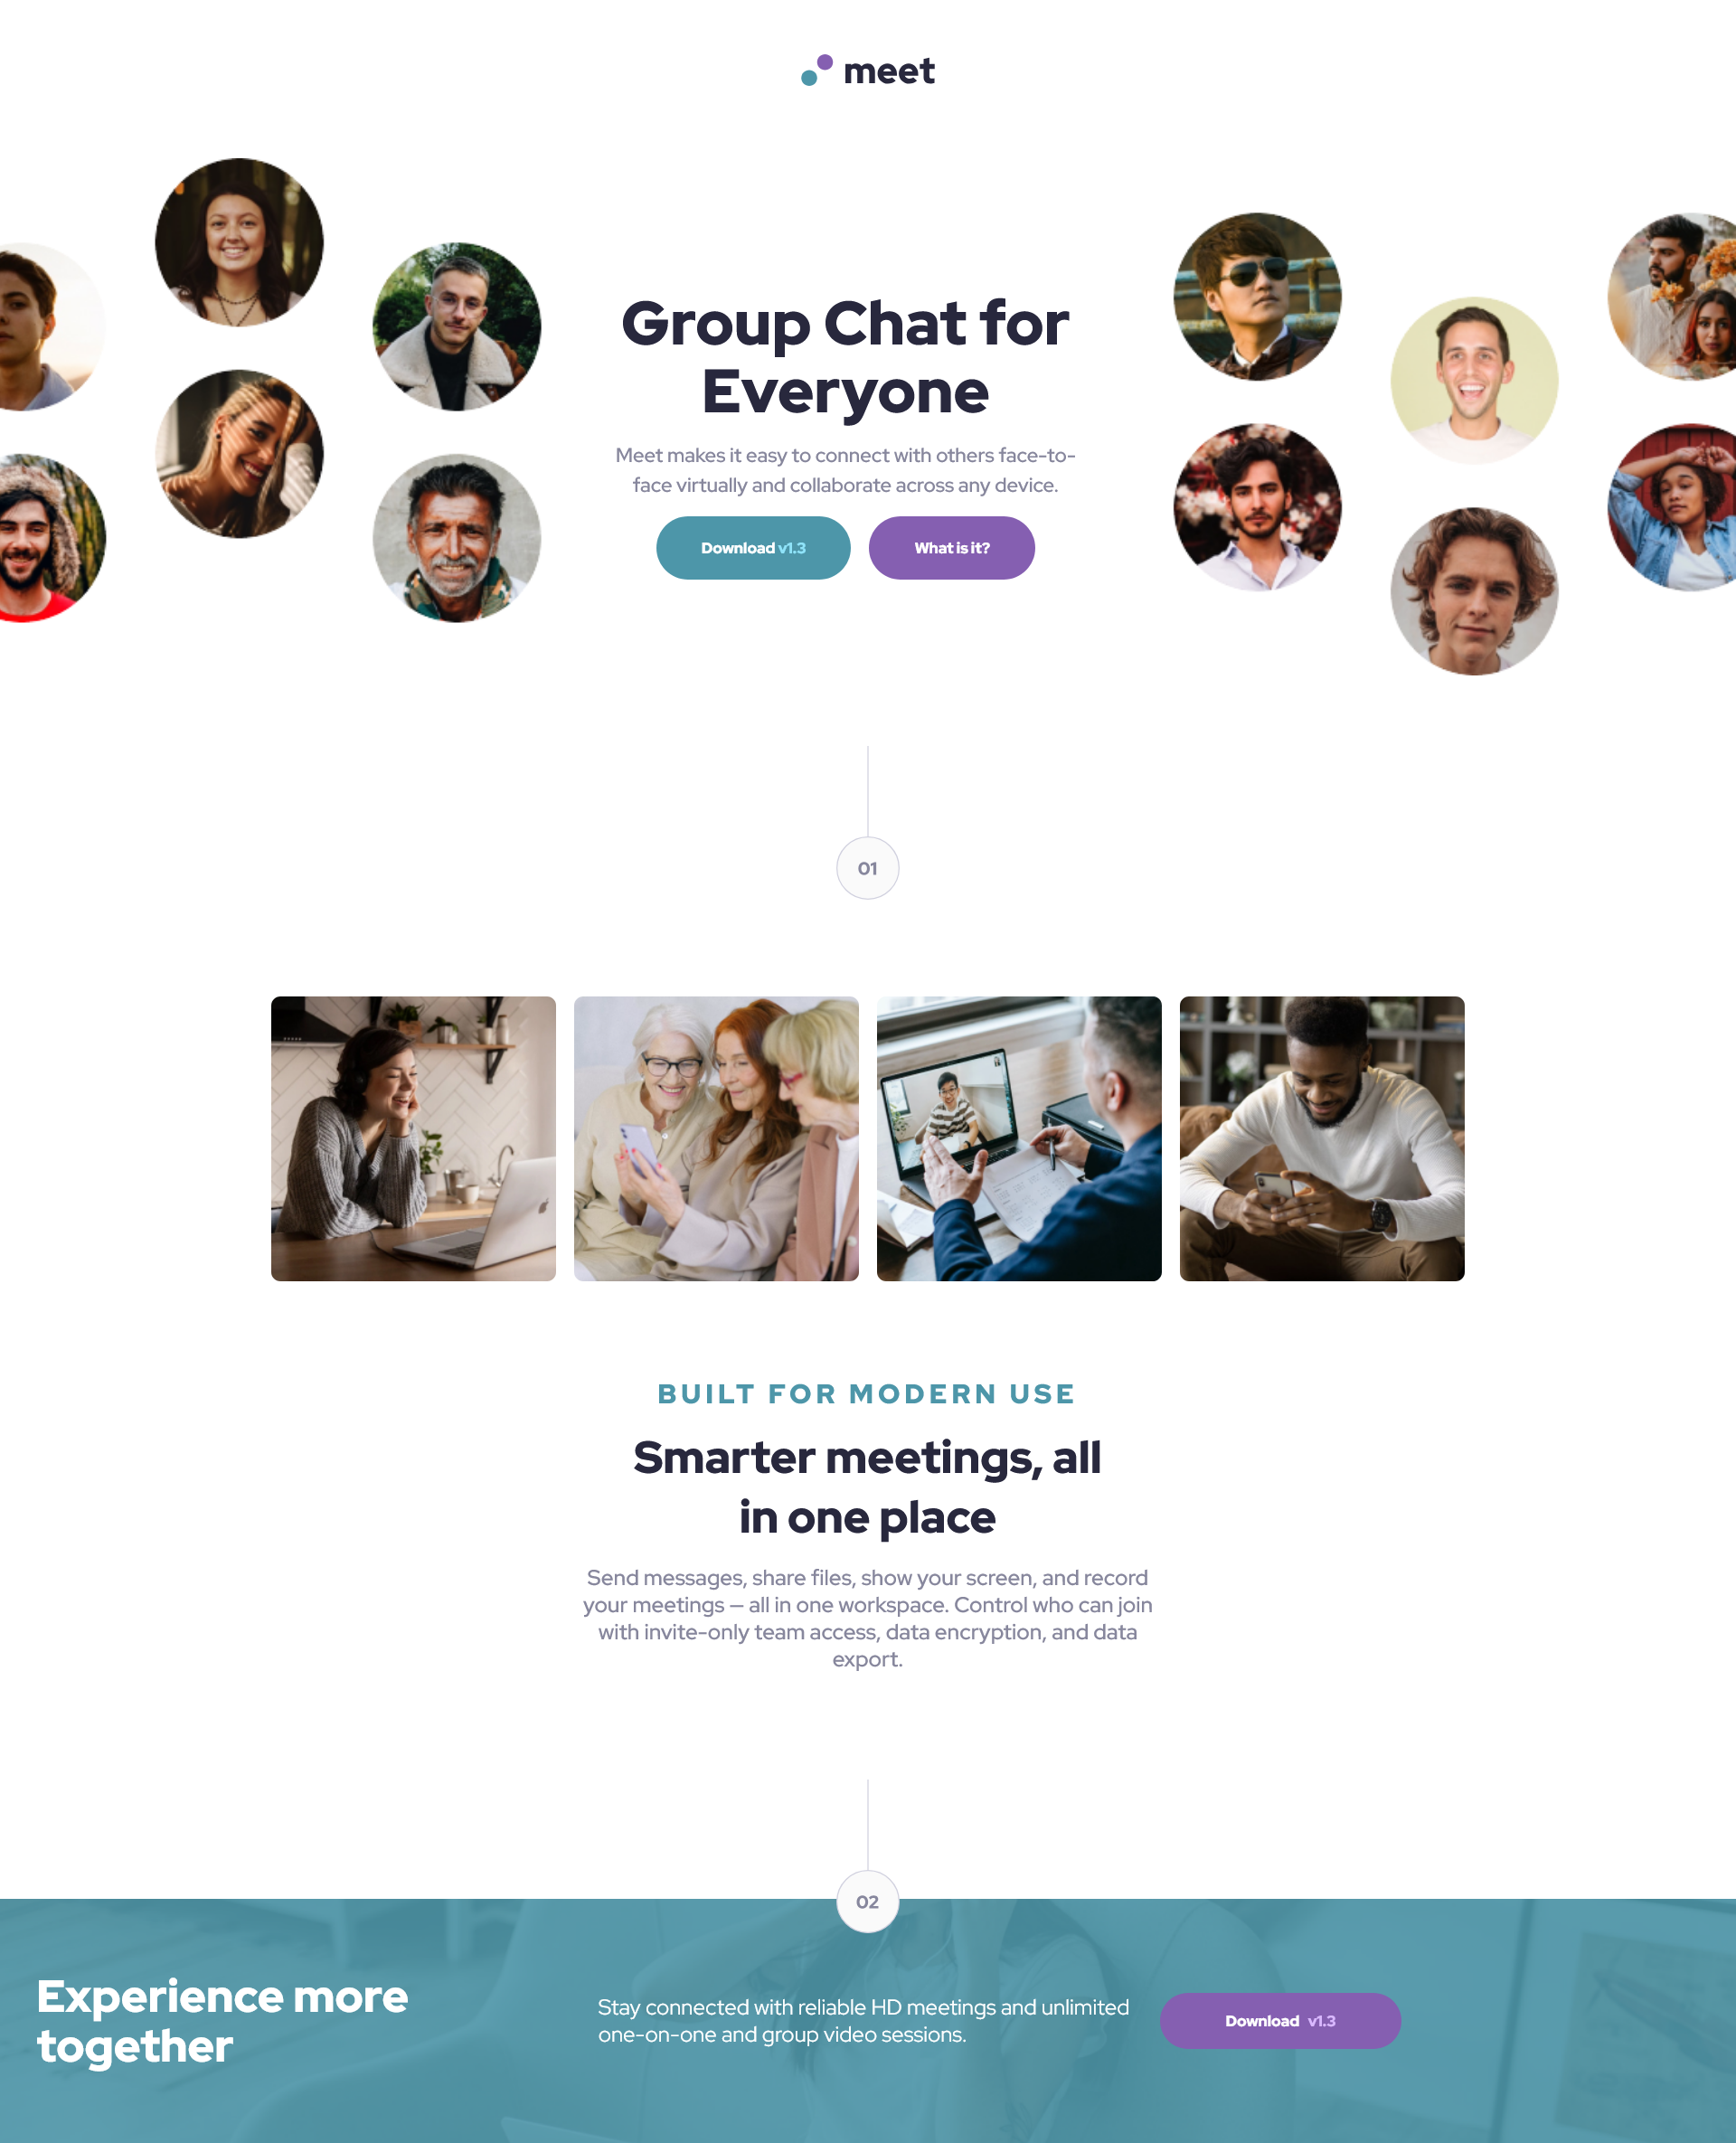 meet
Group Chat for
Everyone
Meet makes it easy to connect with others face-to-
face virtually and collaborate across any device.
Download v1.3
What is it?
01
BUILT FOR MODERN USE
Smarter meetings, all
in one place
Send messages, share files, show your screen, and record
your meetings — all in one workspace. Control who can join
with invite-only team access, data encryption, and data
export.
02
Experience more
together
Stay connected with reliable HD meetings and unlimited
one-on-one and group video sessions.
Download v1.3